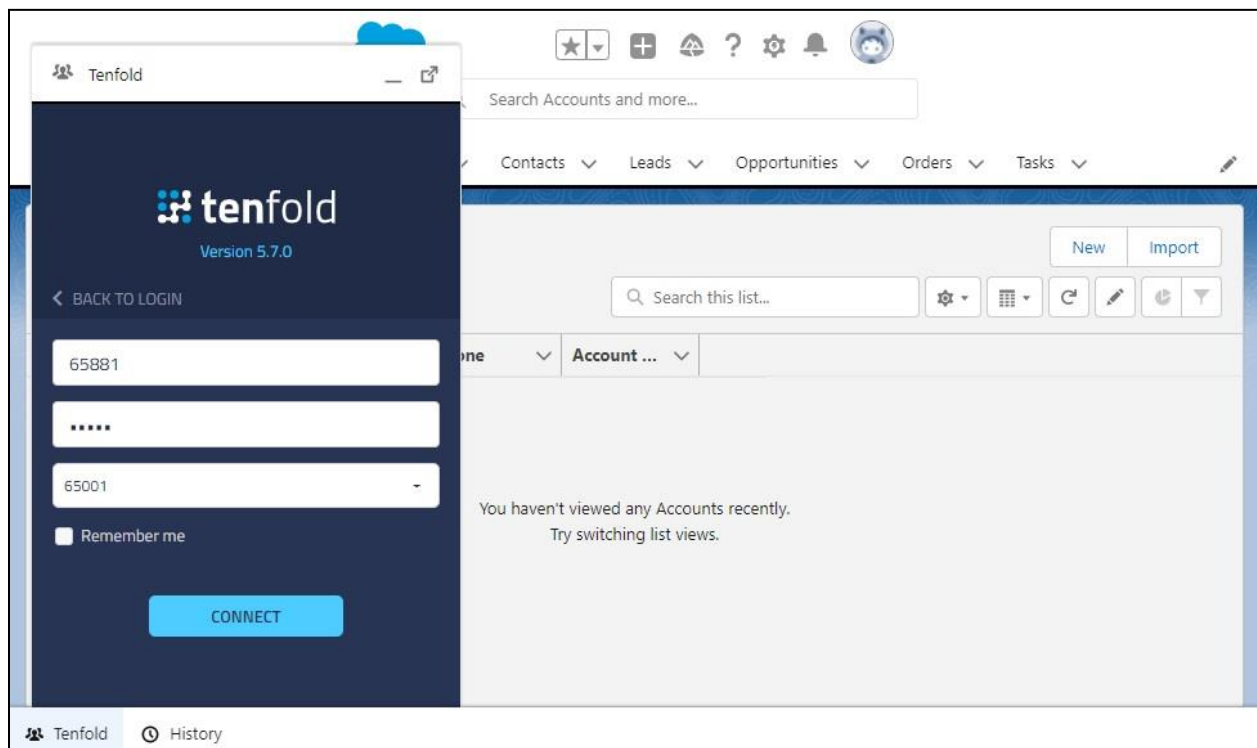 Tenfold
Search Accounts and more...
Contacts Leads Opportunities Orders Tasks
tenfold
Version 5.7.0
BACK TO LOGIN
New Import
Search this list...
65881
Account ...
•••••
65001
Remember me
You haven't viewed any Accounts recently.
Try switching list views.
CONNECT
Tenfold History